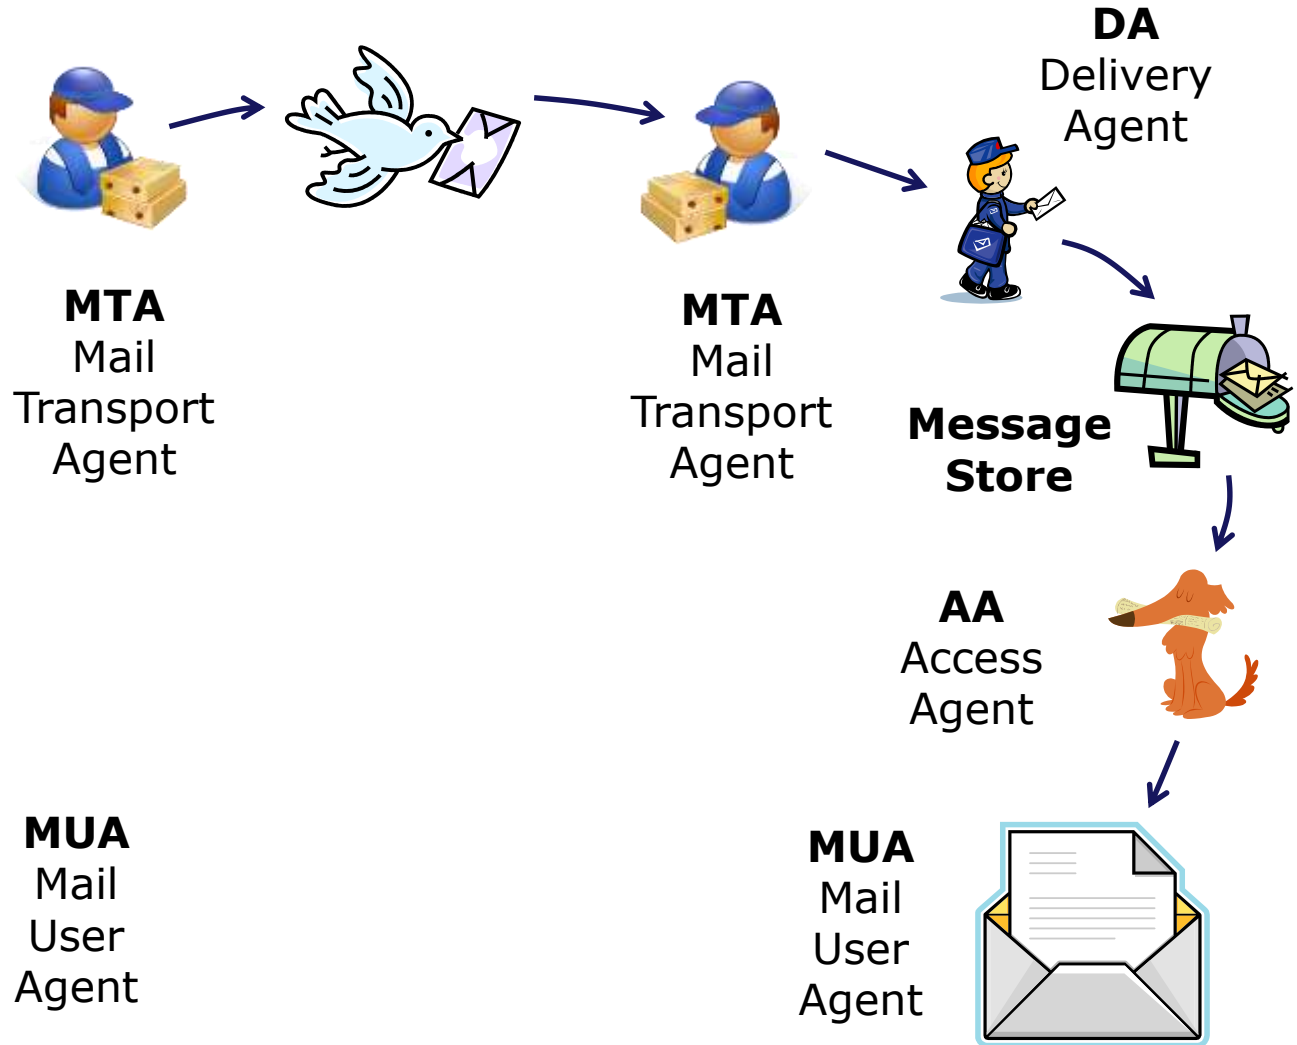 DA
Delivery
Agent
MTA
Mail
Transport
Agent
MTA
Mail
Transport
Agent
Message
Store
AA
Access
Agent
MUA
Mail
User
Agent
MUA
Mail
User
Agent